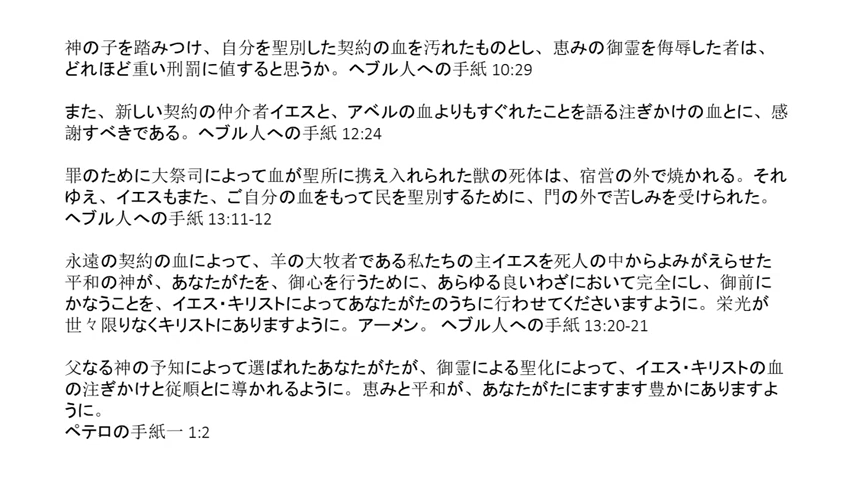 神の子を踏みつけ、自分を聖別した契約の血を汚れたものとし、恵みの御霊を侮辱した者は、
どれほど重い刑罰に値すると思うか。ヘブル人への手紙 10:29
また、新しい契約の仲介者イエスと、アベルの血よりもすぐれたことを語る注ぎかけの血とに、感
謝すべきである。ヘブル人への手紙 12:24
罪のために大祭司によって血が聖所に携え入れられた獣の死体は、宿営の外で焼かれる。それ
ゆえ、イエスもまた、ご自分の血をもって民を聖別するために、門の外で苦しみを受けられた。
ヘブル人への手紙 13:11-12
永遠の契約の血によって、羊の大牧者である私たちの主イエスを死人の中からよみがえらせた
平和の神が、あなたがたを、御心を行うために、あらゆる良いわざにおいて完全にし、御前に
かなうことを、イエス・キリストによってあなたがたのうちに行わせてくださいますように。栄光が
世々限りなくキリストにありますように。アーメン。 ヘブル人への手紙 13:20-21
父なる神の予知によって選ばれたあなたがたが、御霊による聖化によって、イエス・キリストの血
の注ぎかけと従順とに導かれるように。恵みと平和が、あなたがたにますます豊かにありますよ
うに。
ペテロの手紙一 1:2